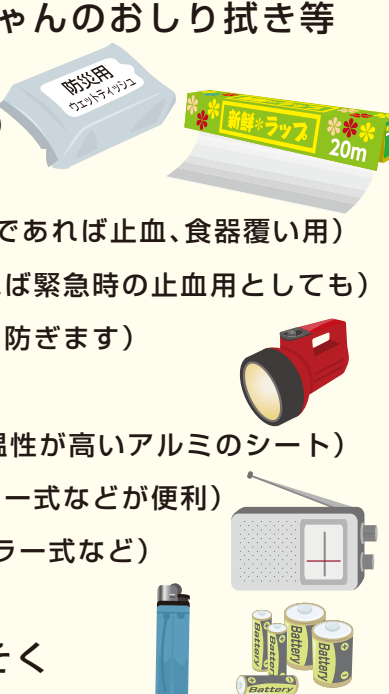 ゃんのおしり拭き等
防災用
ウェットティッシュ
新鮮＊ラップ
20m
であれば止血、食器覆い用）
ば緊急時の止血用としても）
防ぎます）
温性が高いアルミのシート）
ー式などが便利）
ラー式など）
そく
Battery
Battery
Battery
Battery
Battery